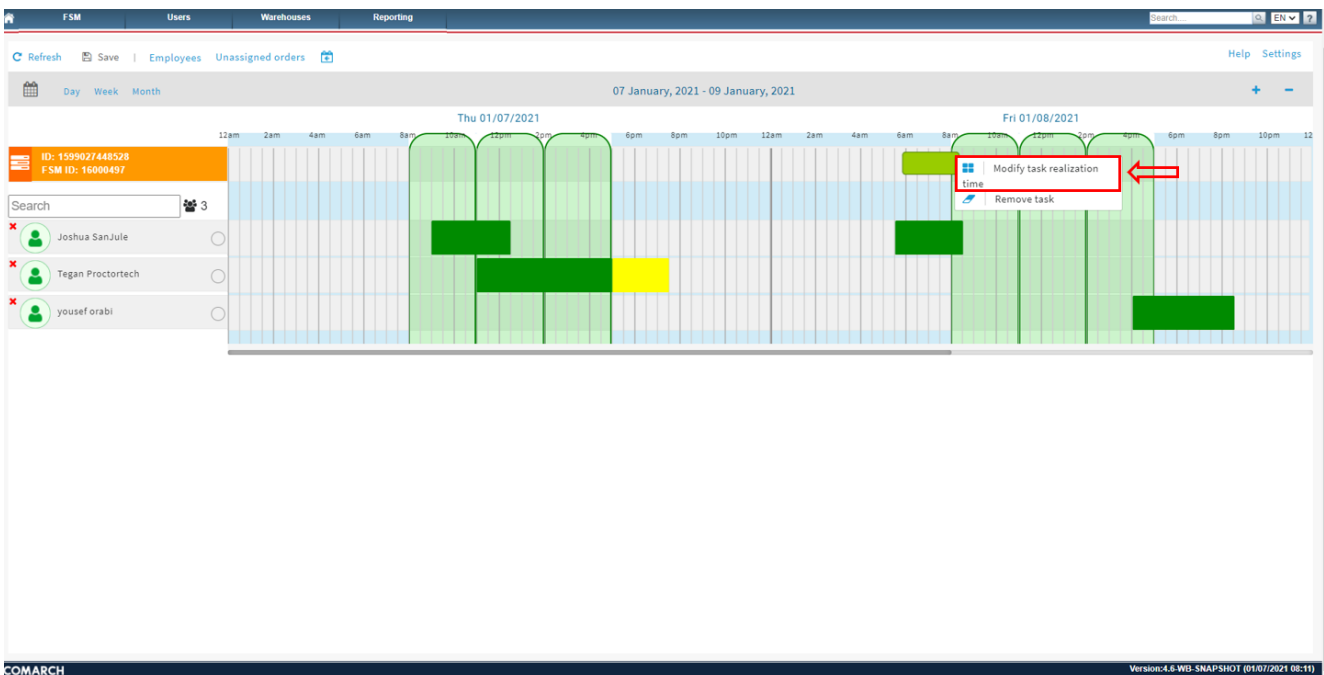 FSM Users Warehouses Reporting Search... EN ?
Refresh Save | Employees Unassigned orders Help Settings
Day Week Month 07 January, 2021 - 09 January, 2021 + −
Thu 01/07/2021 Fri 01/08/2021
12am 2am 4am 6am 8am 10am 12pm 2pm 4pm 6pm 8pm 10pm 12am 2am 4am 6am 8am 10am 12pm 2pm 4pm 6pm 8pm 10pm 12
ID: 1599027448528
FSM ID: 16000497
Modify task realization
time
Remove task
Search 3
Joshua SanJule
Tegan Proctortech
yousef orabi
COMARCH Version:4.6-WB-SNAPSHOT (01/07/2021 08:11)